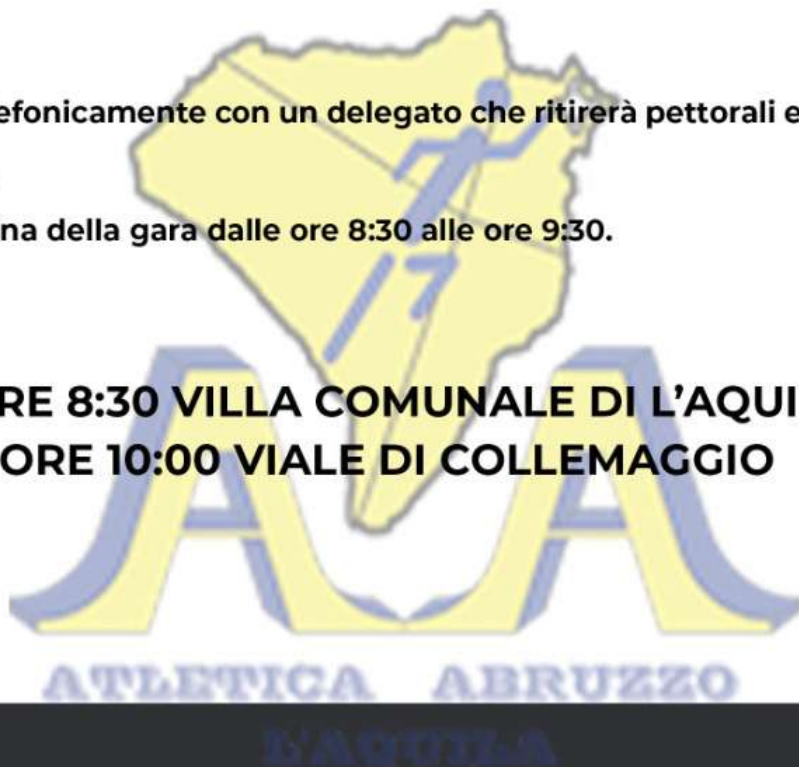 efonicamente con un delegato che ritirerà pettorali e
na della gara dalle ore 8:30 alle ore 9:30.
RE 8:30 VILLA COMUNALE DI L’AQUI
ORE 10:00 VIALE DI COLLEMAGGIO
AA
ATLETICA ABRUZZO
L'AQUILA